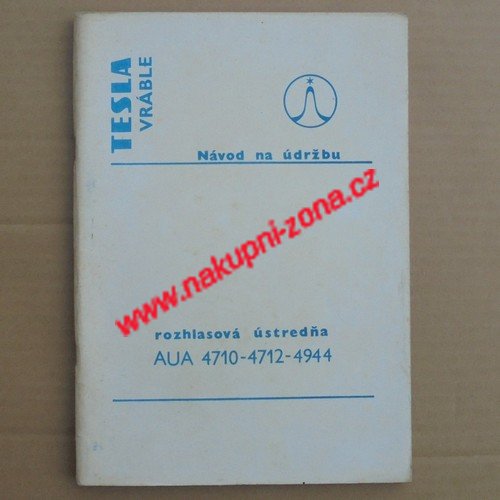 TESLA
VRÁBLE
Návod na údržbu
www.nakupni-zona.cz
rozhlasová ústredňa
AUA 4710-4712-4944